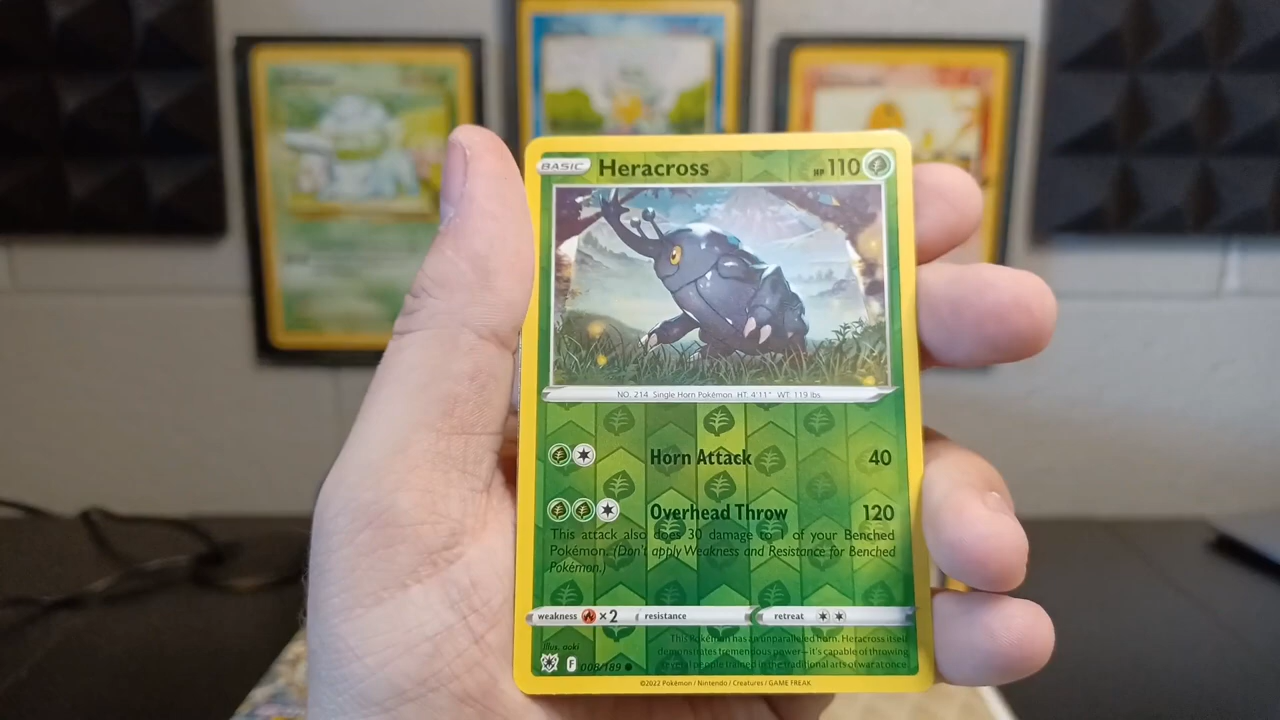 BASIC Heracross HP 110
NO. 214 Single Horn Pokémon HT. 4'11" WT. 119 lbs.
Horn Attack 40
Overhead Throw 120
This attack also does 30 damage to 1 of your Benched
Pokémon. (Don't apply Weakness and Resistance for Benched
Pokémon.)
weakness ×2 resistance retreat
Illus. aoki
This Pokémon has an unparalleled horn. Heracross itself
demonstrates tremendous power—it's capable of throwing
several people trained in the traditional arts of war at once.
F 008/189
©2022 Pokémon / Nintendo / Creatures / GAME FREAK